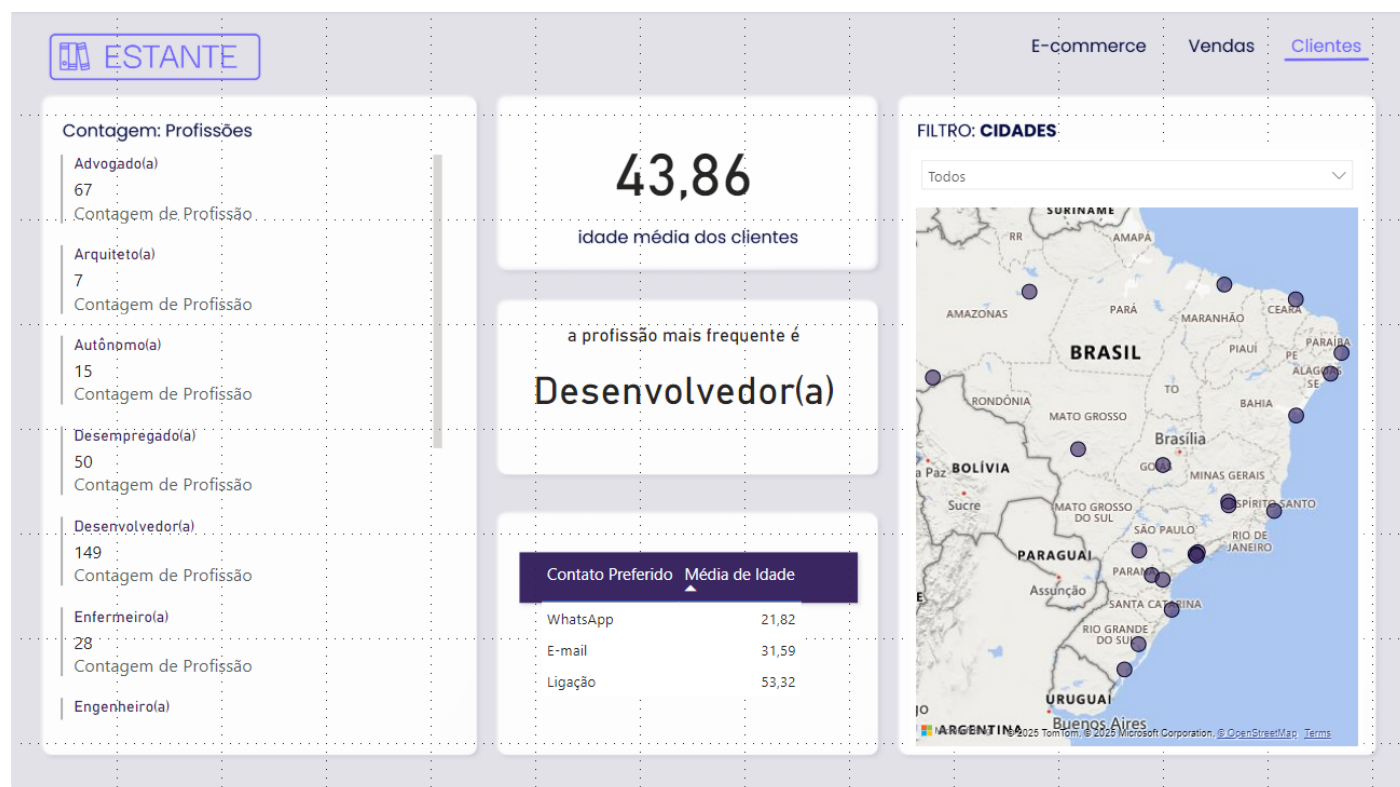 ESTANTE
E-commerce
Vendas
Clientes
Contagem: Profissões
Advogado(a)
67
Contagem de Profissão
Arquiteto(a)
7
Contagem de Profissão
Autônomo(a)
15
Contagem de Profissão
Desempregado(a)
50
Contagem de Profissão
Desenvolvedor(a)
149
Contagem de Profissão
Enfermeiro(a)
28
Contagem de Profissão
Engenheiro(a)
43,86
idade média dos clientes
a profissão mais frequente é
Desenvolvedor(a)
Contato Preferido Média de Idade
WhatsApp 21,82
E-mail 31,59
Ligação 53,32
FILTRO: CIDADES
Todos
SURINAME
RR
AMAPÁ
AMAZONAS
PARÁ
MARANHÃO
CEARÁ
BRASIL
PIAUÍ
PE
PARAÍBA
ALAGOAS
SE
TO
RONDÔNIA
MATO GROSSO
BAHIA
Brasília
a Paz
BOLÍVIA
GOIÁS
MINAS GERAIS
Sucre
MATO GROSSO
DO SUL
ESPÍRITO SANTO
SÃO PAULO
RIO DE
JANEIRO
PARAGUAI
PARANÁ
Assunção
SANTA CATARINA
RIO GRANDE
DO SUL
URUGUAI
Buenos Aires
ARGENTINA
© 2025 TomTom, © 2025 Microsoft Corporation, © OpenStreetMap Terms